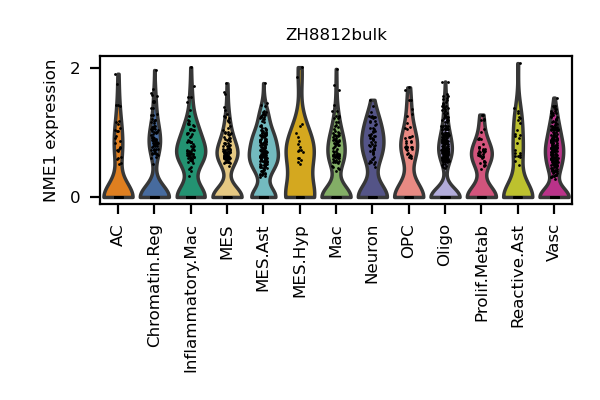 ZH8812bulk
NME1 expression
2
0
AC
Chromatin.Reg
Inflammatory.Mac
MES
MES.Ast
MES.Hyp
Mac
Neuron
OPC
Oligo
Prolif.Metab
Reactive.Ast
Vasc